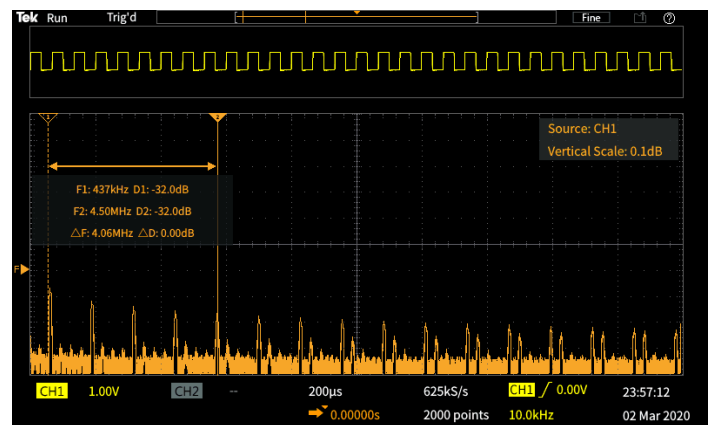 Tek Run Trig'd Fine
1 2
Source: CH1
Vertical Scale: 0.1dB
F1: 437kHz D1: -32.0dB
F2: 4.50MHz D2: -32.0dB
△F: 4.06MHz △D: 0.00dB
F
CH1 1.00V CH2 -- 200µs 625kS/s CH1 0.00V 23:57:12
0.00000s 2000 points 10.0kHz 02 Mar 2020